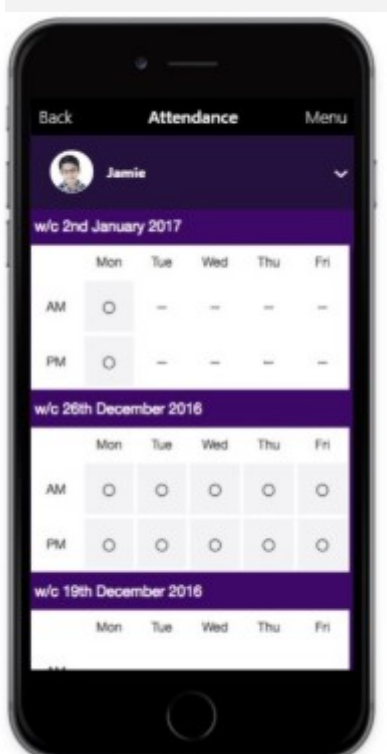 Back Attendance Menu
Jamie
w/c 2nd January 2017
Mon Tue Wed Thu Fri
AM O – – – –
PM O – – – –
w/c 26th December 2016
Mon Tue Wed Thu Fri
AM O O O O O
PM O O O O O
w/c 19th December 2016
Mon Tue Wed Thu Fri